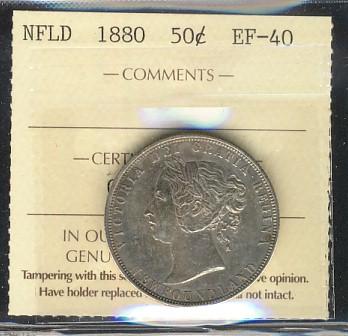 NFLD 1880 50¢ EF-40
— COMMENTS —
— CERT
IN OU
GENU
Tampering with this s ve opinion.
Have holder replaced not intact.
VICTORIA DEI GRATIA REGINA
NEWFOUNDLAND